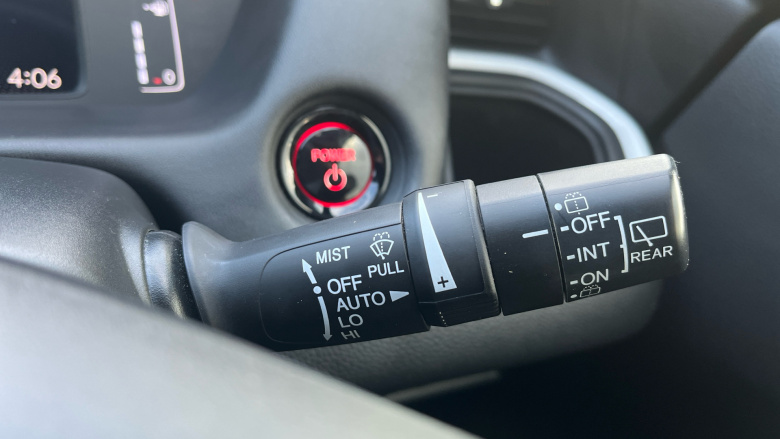 4:06
POWER
MIST
OFF
PULL
AUTO
LO
HI
- +
OFF
INT
ON
REAR